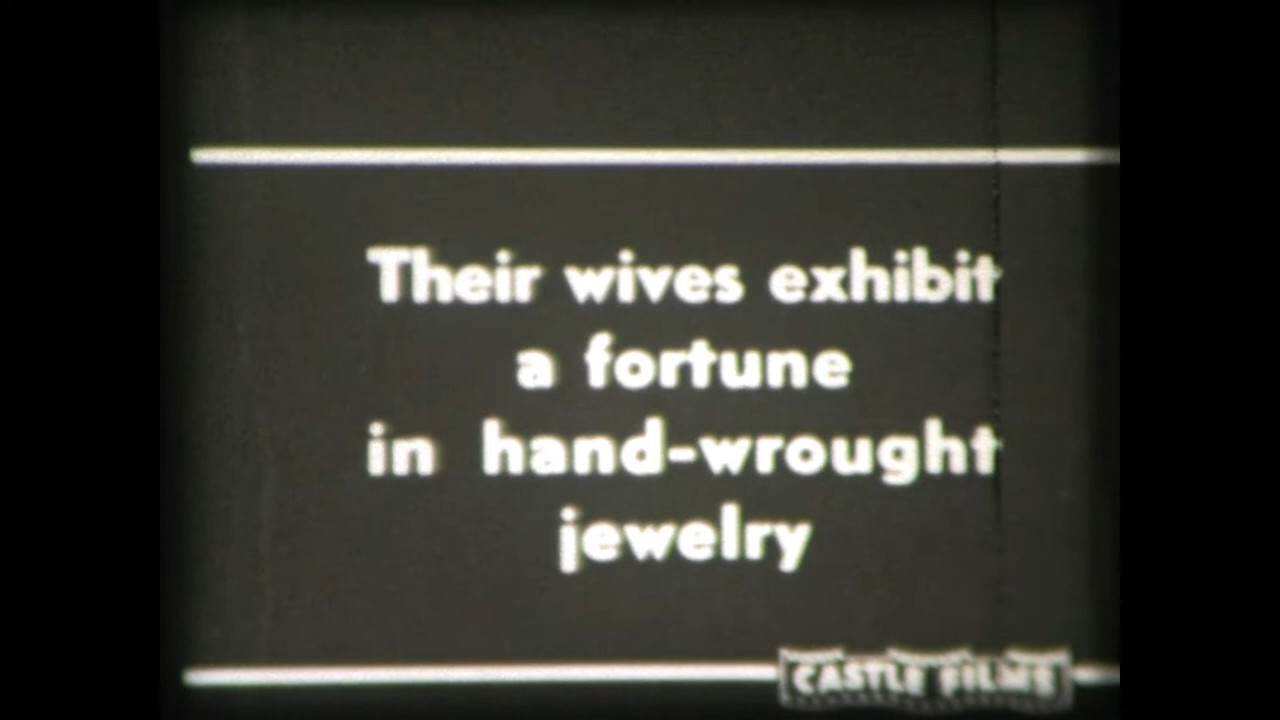 Their wives exhibit
a fortune
in hand-wrought
jewelry
CASTLE FILMS